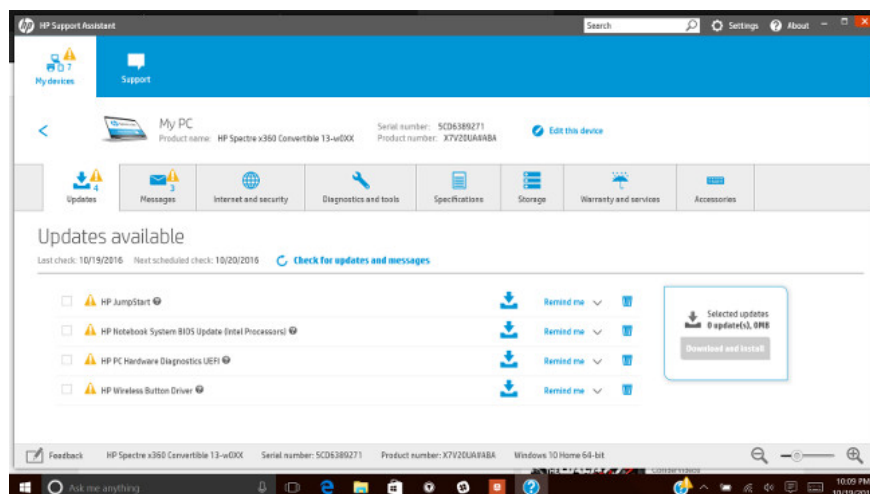 hp HP Support Assistant Search Settings ? About
7
My devices Support
My PC
Product name: HP Spectre x360 Convertible 13-w0XX
Serial number: 5CD6389271
Product number: X7V20UA#ABA
Edit this device
4 3
Updates Messages Internet and security Diagnostics and tools Specifications Storage Warranty and services Accessories
Updates available
Last check: 10/19/2016 Next scheduled check: 10/20/2016 Check for updates and messages
HP JumpStart ? Remind me
HP Notebook System BIOS Update (Intel Processors) ? Remind me
HP PC Hardware Diagnostics UEFI ? Remind me
HP Wireless Button Driver ? Remind me
Selected updates
0 update(s), 0MB
Download and Install
Feedback HP Spectre x360 Convertible 13-w0XX Serial number: 5CD6389271 Product number: X7V20UA#ABA Windows 10 Home 64-bit
Ask me anything
10:09 PM